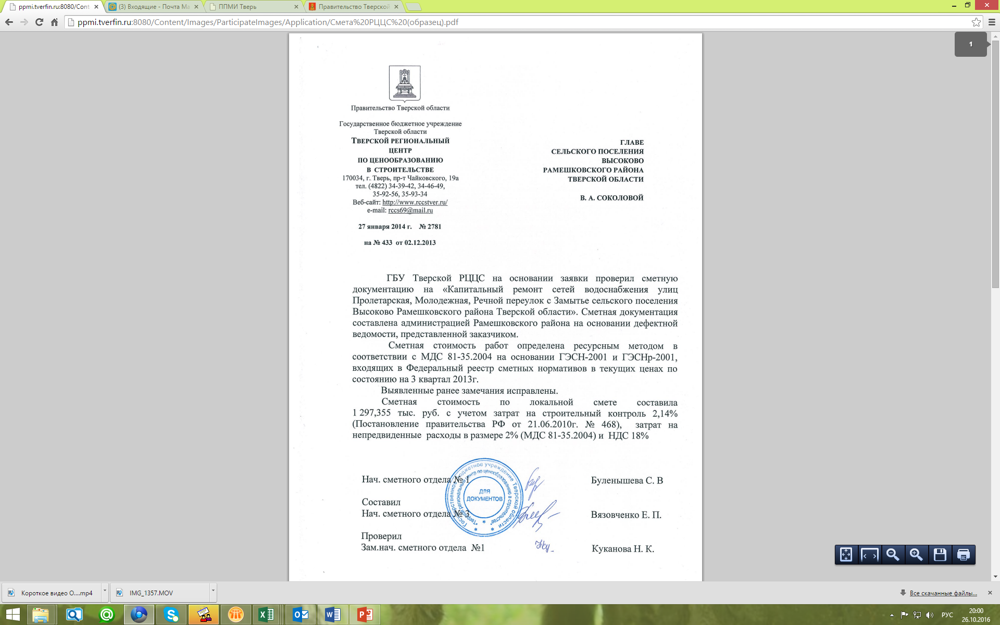 ppmi.tverfin.ru:8080/Cont
(3) Входящие - Почта Ma
ППМИ Тверь
Правительство Тверской
ppmi.tverfin.ru:8080/Content/Images/ParticipateImages/Application/Смета%20РЦЦС%20(образец).pdf
1
Правительство Тверской области
Государственное бюджетное учреждение
Тверской области
ТВЕРСКОЙ РЕГИОНАЛЬНЫЙ
ЦЕНТР
ПО ЦЕНООБРАЗОВАНИЮ
В СТРОИТЕЛЬСТВЕ
170034, г. Тверь, пр-т Чайковского, 19а
тел. (4822) 34-39-42, 34-46-49,
35-92-56, 35-93-34
Веб-сайт: http://www.rccstver.ru/
e-mail: rccs69@mail.ru
27 января 2014 г. № 2781
на № 433 от 02.12.2013
ГЛАВЕ
СЕЛЬСКОГО ПОСЕЛЕНИЯ
ВЫСОКОВО
РАМЕШКОВСКОГО РАЙОНА
ТВЕРСКОЙ ОБЛАСТИ
В. А. СОКОЛОВОЙ
ГБУ Тверской РЦЦС на основании заявки проверил сметную
документацию на «Капитальный ремонт сетей водоснабжения улиц
Пролетарская, Молодежная, Речной переулок с Замытье сельского поселения
Высоково Рамешковского района Тверской области». Сметная документация
составлена администрацией Рамешковского района на основании дефектной
ведомости, представленной заказчиком.
Сметная стоимость работ определена ресурсным методом в
соответствии с МДС 81-35.2004 на основании ГЭСН-2001 и ГЭСНр-2001,
входящих в Федеральный реестр сметных нормативов в текущих ценах по
состоянию на 3 квартал 2013г.
Выявленные ранее замечания исправлены.
Сметная стоимость по локальной смете составила
1 297,355 тыс. руб. с учетом затрат на строительный контроль 2,14%
(Постановление правительства РФ от 21.06.2010г. № 468), затрат на
непредвиденные расходы в размере 2% (МДС 81-35.2004) и НДС 18%
Нач. сметного отдела № 1 Буленышева С. В
Составил
Нач. сметного отдела № 3 Вязовченко Е. П.
Проверил
Зам.нач. сметного отдела №1 Куканова Н. К.
Государственное бюджетное учреждение Тверской области
"Тверской региональный центр по ценообразованию в строительстве"
ДЛЯ
ДОКУМЕНТОВ
Короткое видео О....mp4
IMG_1357.MOV
Все скачанные файлы...
РУС
20:00
26.10.2016